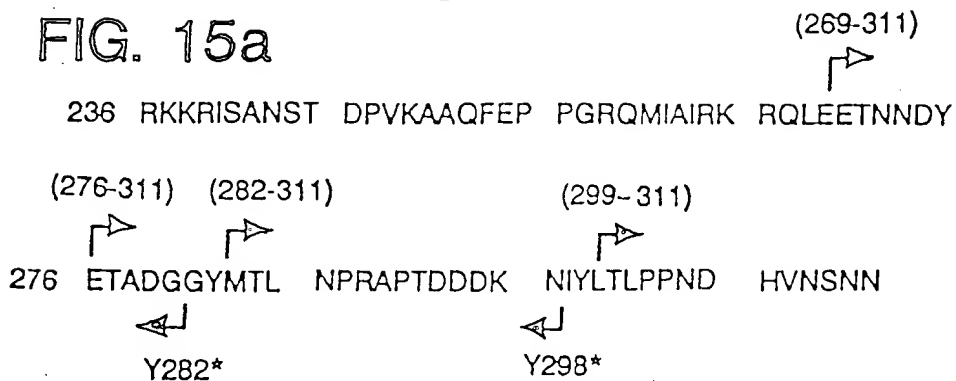 FIG. 15a
(269-311)
236 RKKRISANST DPVKAAQFEP PGRQMIAIRK RQLEETNNDY
(276-311) (282-311) (299-311)
276 ETADGGYMTL NPRAPTDDDK NIYLTLPPND HVNSNN
Y282* Y298*